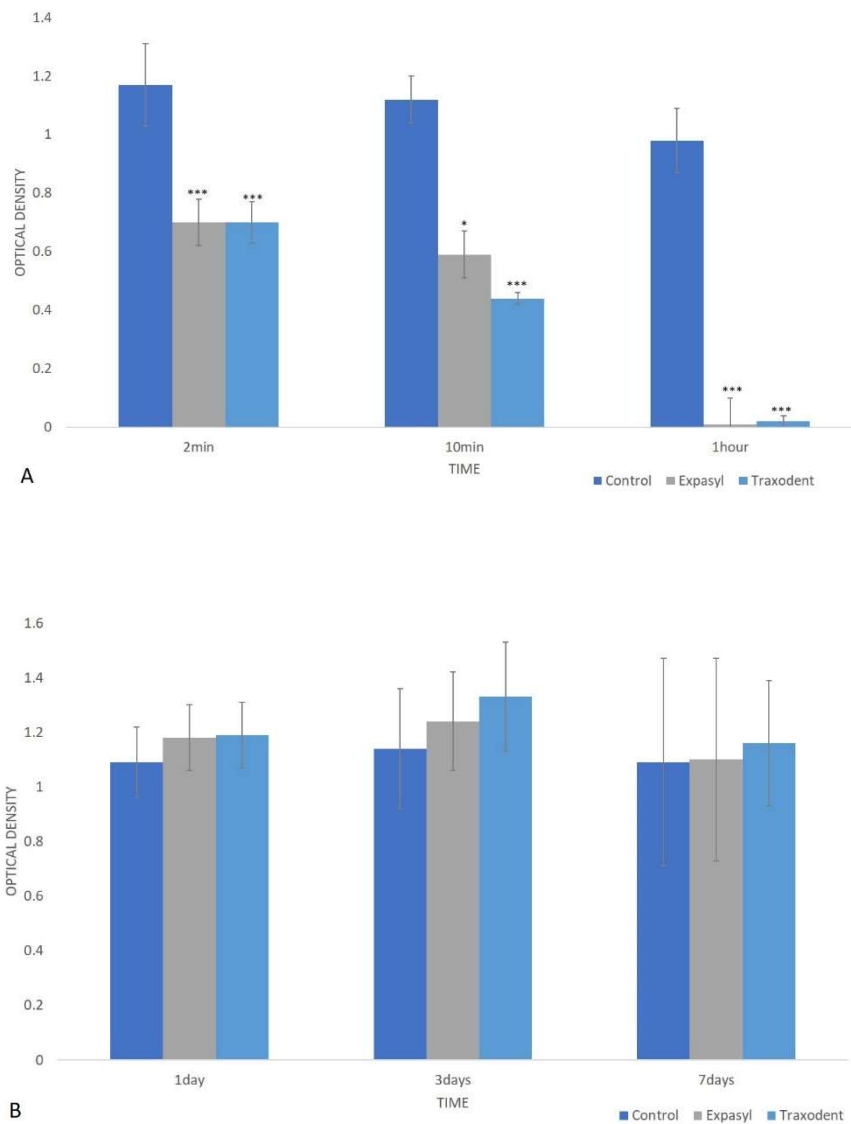 1.4
1.2
1
0.8
0.6
0.4
0.2
0
OPTICAL DENSITY
*** ***
* ***
*** ***
2min 10min 1hour
TIME
A
Control Expasyl Traxodent
1.6
1.4
1.2
1
0.8
0.6
0.4
0.2
0
OPTICAL DENSITY
1day 3days 7days
TIME
B
Control Expasyl Traxodent